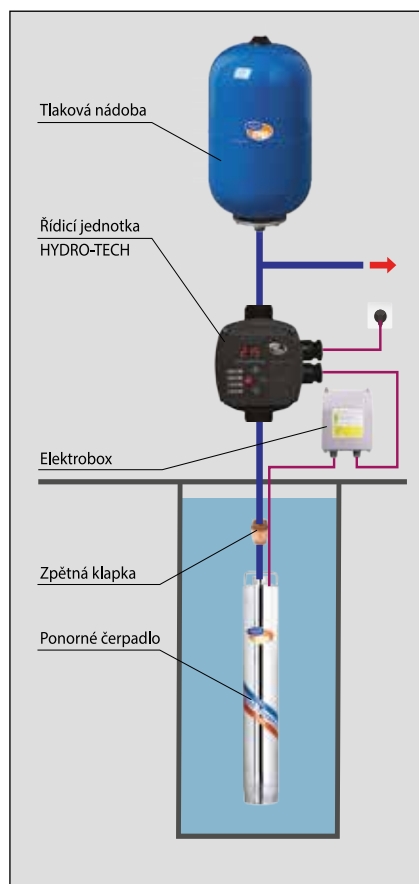 Tlaková nádoba
Řídicí jednotka
HYDRO-TECH
Elektrobox
Zpětná klapka
Ponorné čerpadlo